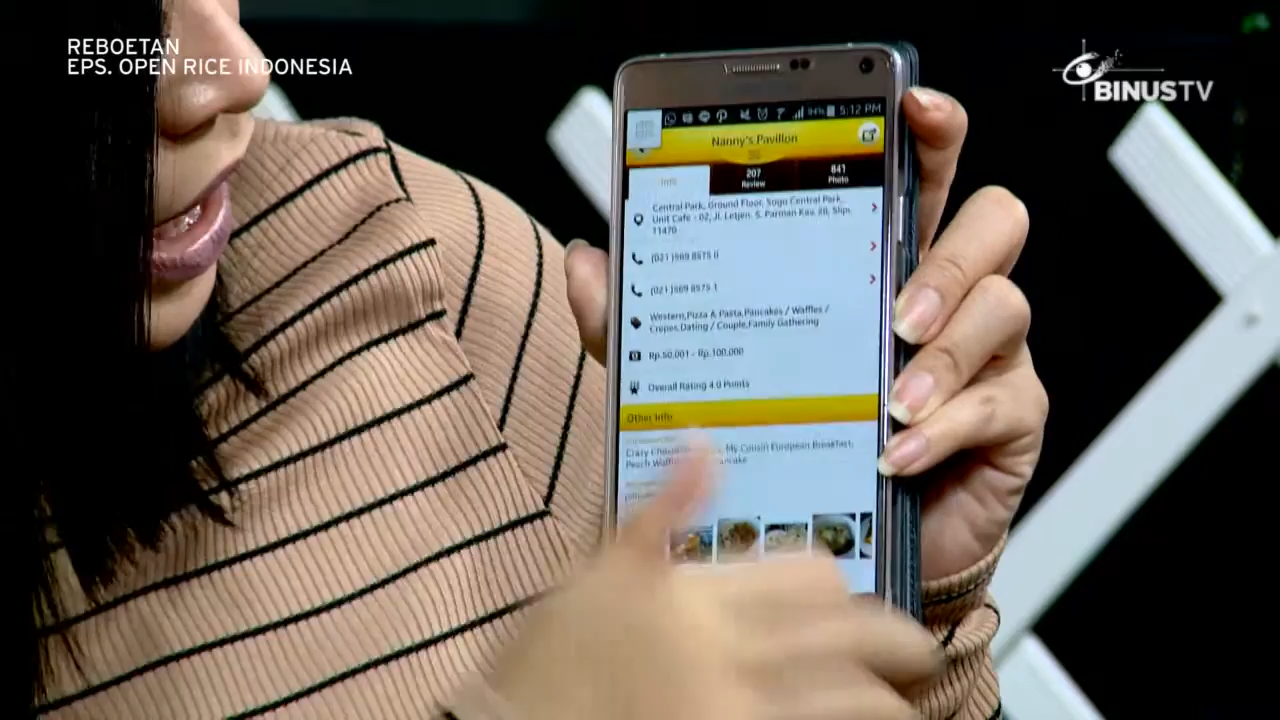 REBOETAN
EPS. OPEN RICE INDONESIA
BINUSTV
94% 5:12 PM
Nanny's Pavillon
Info
207
Review
841
Photo
Central Park, Ground Floor, Sogo Central Park,
Unit Cafe - 02, Jl. Letjen. S. Parman Kav. 28, Slipi,
11470
(021)569 8575 0
(021)569 8575 1
Western,Pizza & Pasta,Pancakes / Waffles /
Crepes,Dating / Couple,Family Gathering
Rp.50,001 - Rp.100,000
Overall Rating 4.0 Points
Other Info
Crazy My Cousin European Breakfast,
Peach